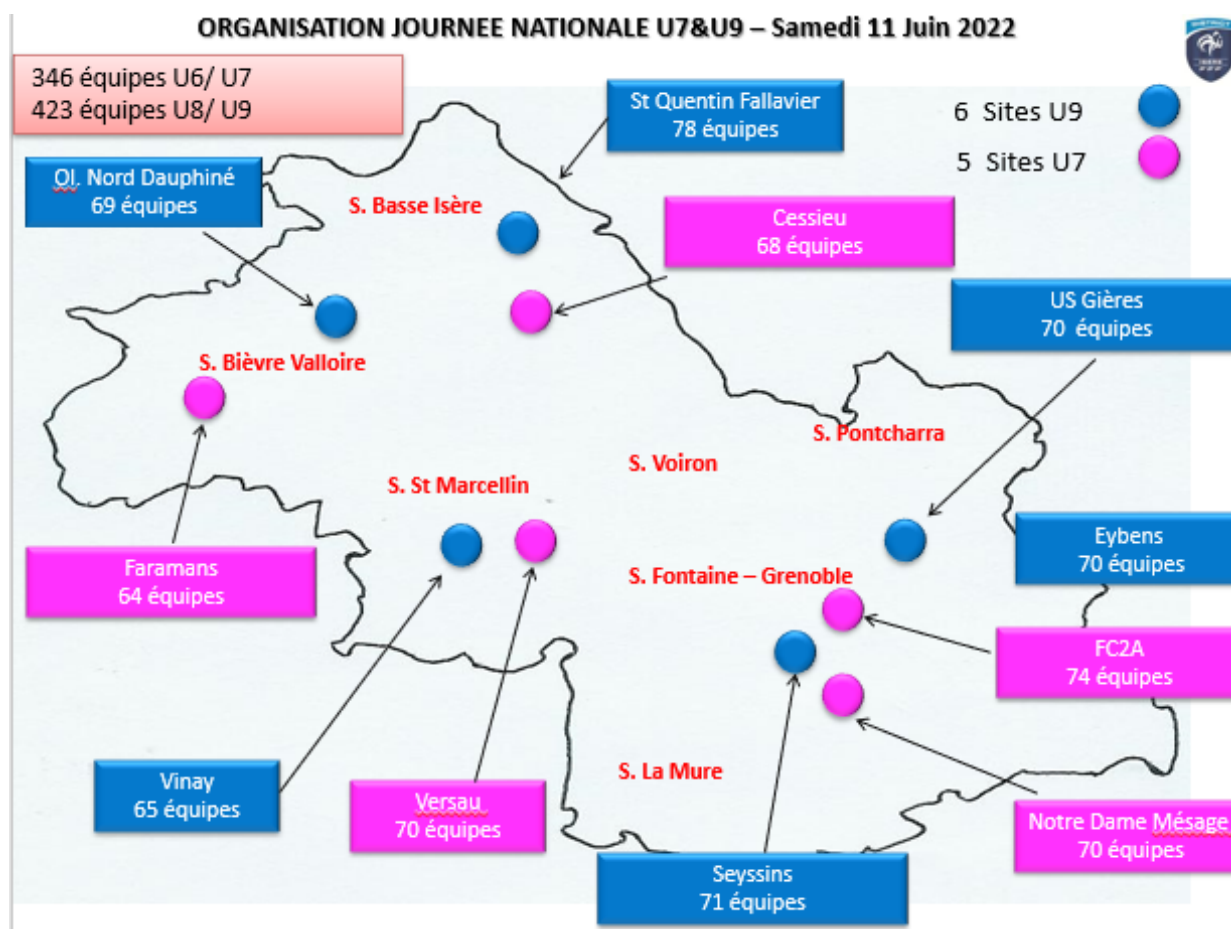 ORGANISATION JOURNEE NATIONALE U7&U9 – Samedi 11 Juin 2022
346 équipes U6/ U7
423 équipes U8/ U9
St Quentin Fallavier
78 équipes
6 Sites U9
5 Sites U7
Ol. Nord Dauphiné
69 équipes
S. Basse Isère
Cessieu
68 équipes
US Gières
70 équipes
S. Bièvre Valloire
S. Pontcharra
S. Voiron
S. St Marcellin
Eybens
70 équipes
Faramans
64 équipes
S. Fontaine – Grenoble
FC2A
74 équipes
Vinay
65 équipes
Versau
70 équipes
S. La Mure
Notre Dame Mésage
70 équipes
Seyssins
71 équipes